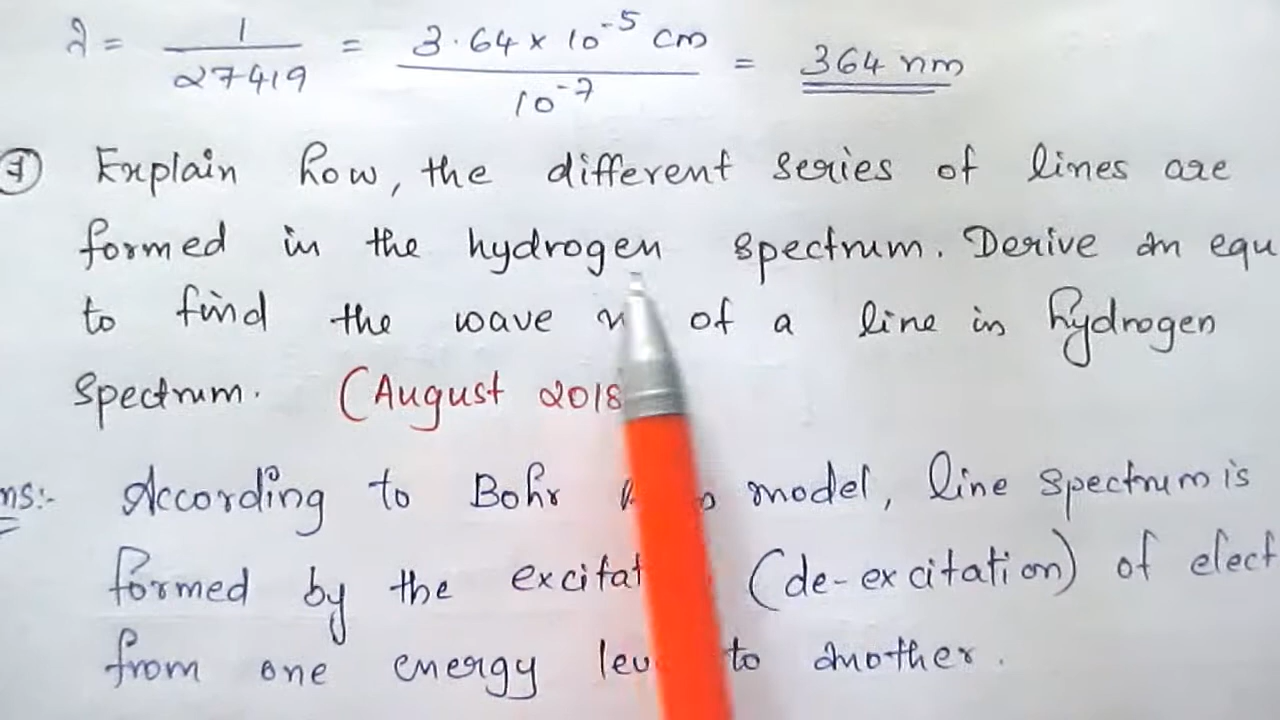 λ = 1/27419 = 3.64 × 10⁻⁵ cm/10⁻⁷ = 364 nm
7) Explain how, the different series of lines are
formed in the hydrogen spectrum. Derive an equ
to find the wave of a line in hydrogen
spectrum. (August 2018
ns:- According to Bohr model, line spectrum is
formed by the excitat (de-excitation) of elect
from one energy lev to another.